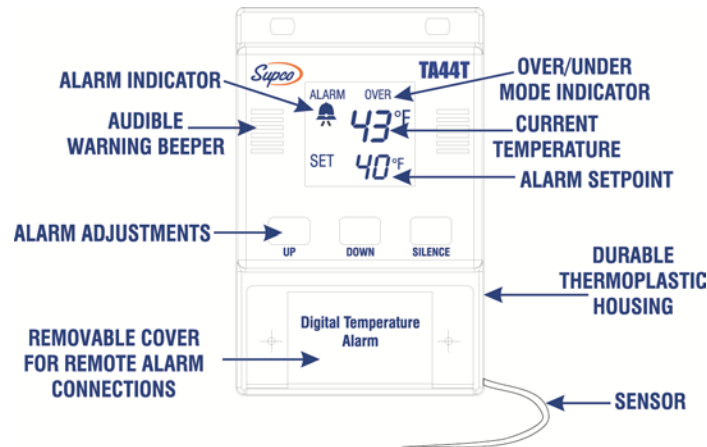 Supco
TA44T
ALARM INDICATOR
ALARM
OVER
OVER/UNDER
MODE INDICATOR
AUDIBLE
WARNING BEEPER
43°F
CURRENT
TEMPERATURE
SET
40°F
ALARM SETPOINT
ALARM ADJUSTMENTS
UP
DOWN
SILENCE
DURABLE
THERMOPLASTIC
HOUSING
Digital Temperature
Alarm
REMOVABLE COVER
FOR REMOTE ALARM
CONNECTIONS
SENSOR